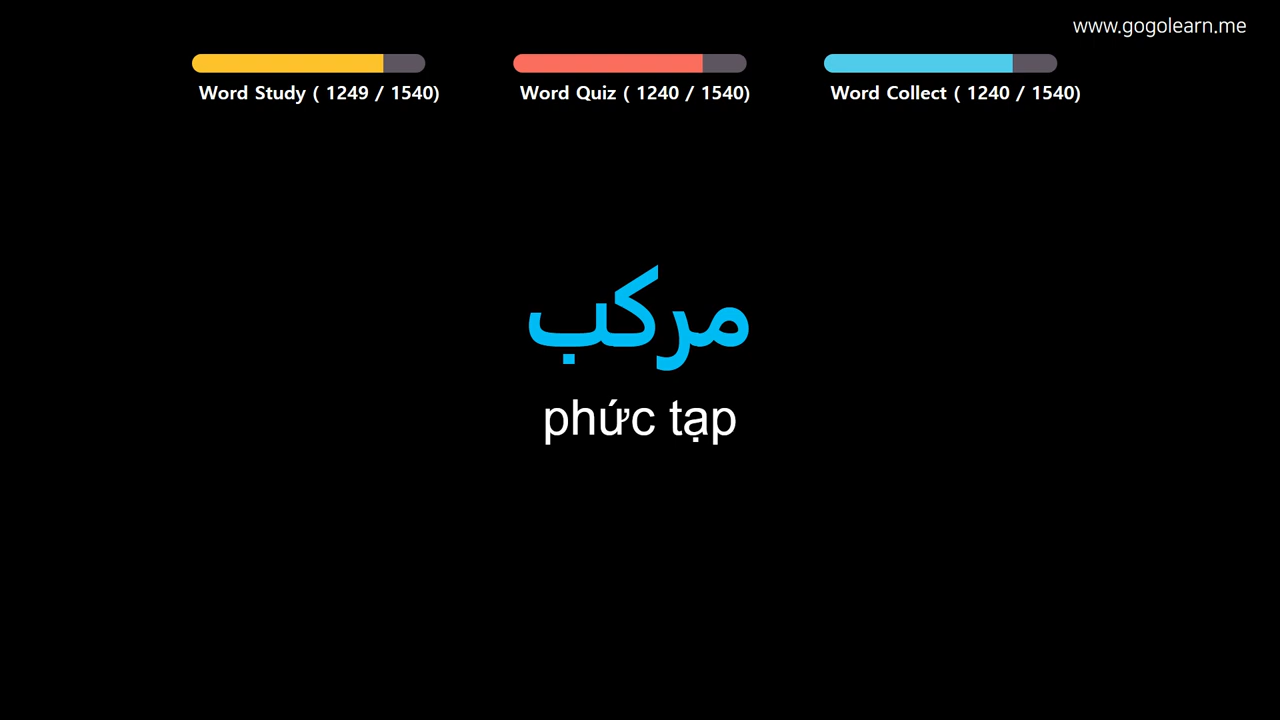 www.gogolearn.me
Word Study ( 1249 / 1540)
Word Quiz ( 1240 / 1540)
Word Collect ( 1240 / 1540)
مركب
phức tạp